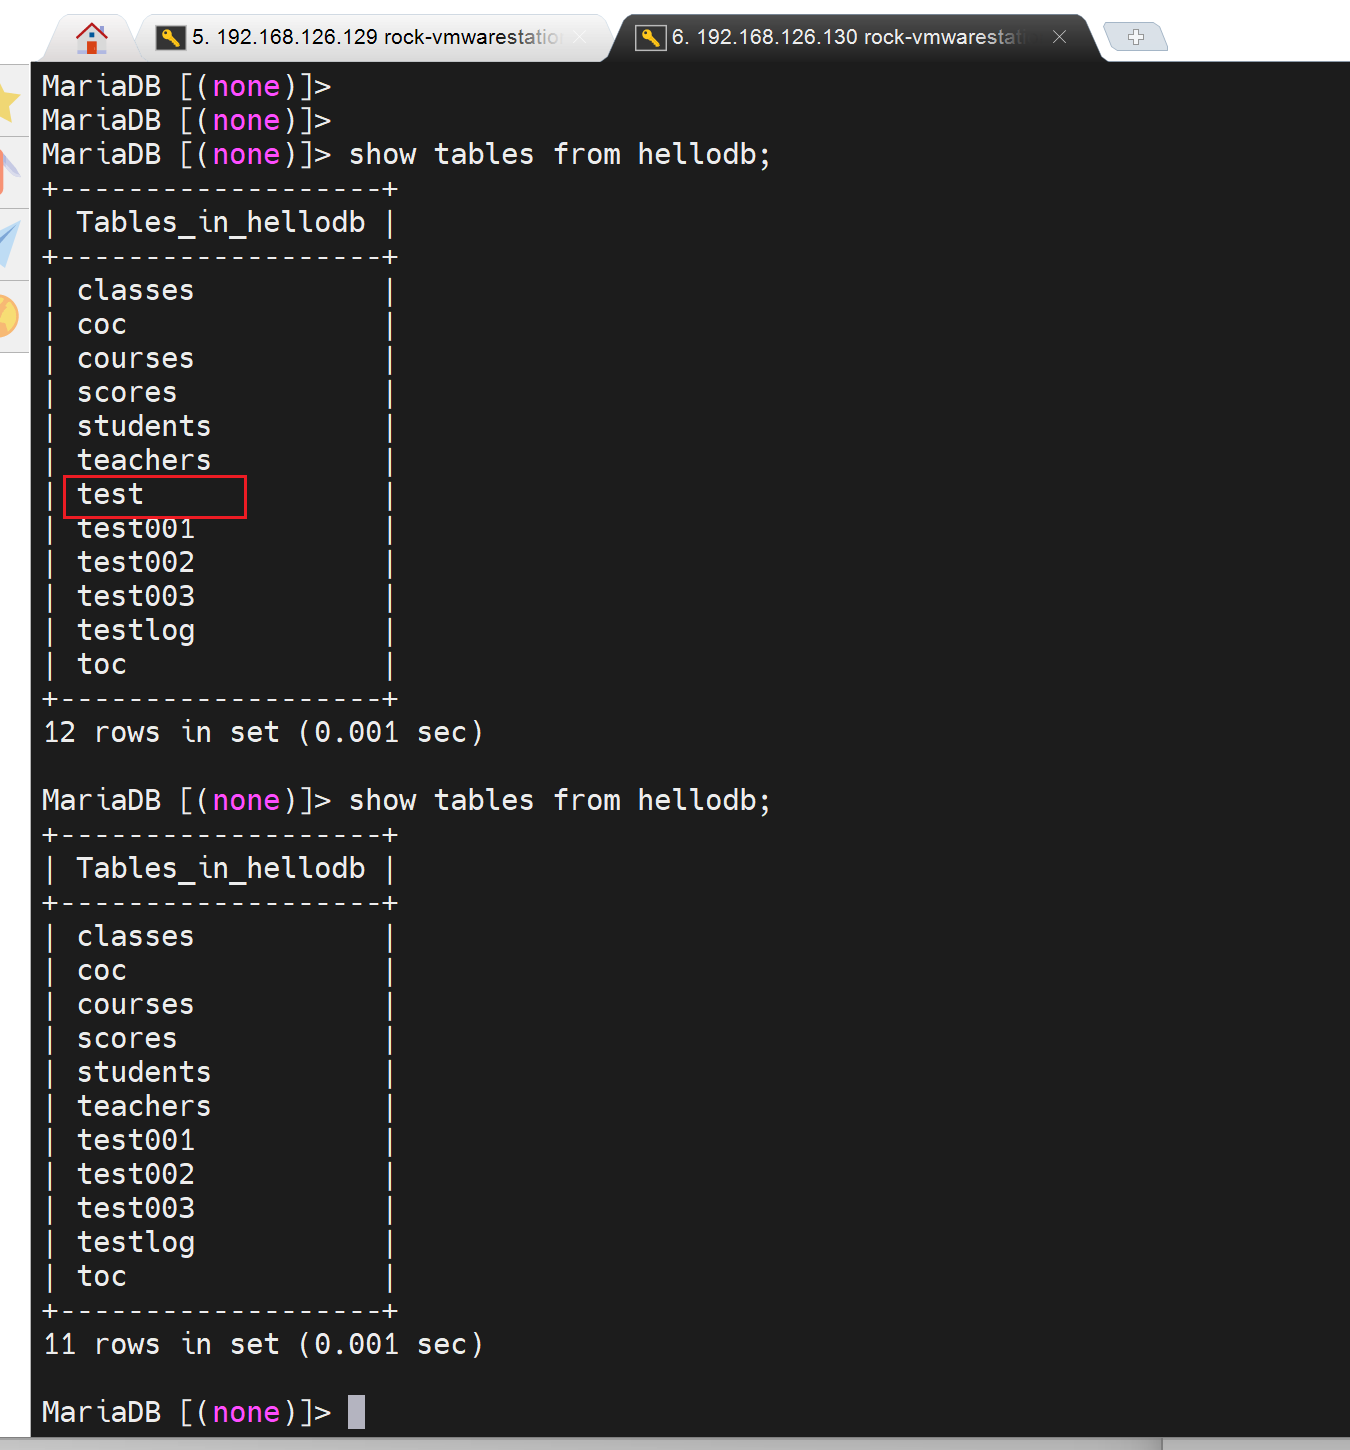 5. 192.168.126.129 rock-vmwarestation
6. 192.168.126.130 rock-vmwarestat
MariaDB [(none)]>
MariaDB [(none)]>
MariaDB [(none)]> show tables from hellodb;
+-------------------+
| Tables_in_hellodb |
+-------------------+
| classes           |
| coc               |
| courses           |
| scores            |
| students          |
| teachers          |
| test              |
| test001           |
| test002           |
| test003           |
| testlog           |
| toc               |
+-------------------+
12 rows in set (0.001 sec)

MariaDB [(none)]> show tables from hellodb;
+-------------------+
| Tables_in_hellodb |
+-------------------+
| classes           |
| coc               |
| courses           |
| scores            |
| students          |
| teachers          |
| test001           |
| test002           |
| test003           |
| testlog           |
| toc               |
+-------------------+
11 rows in set (0.001 sec)

MariaDB [(none)]>